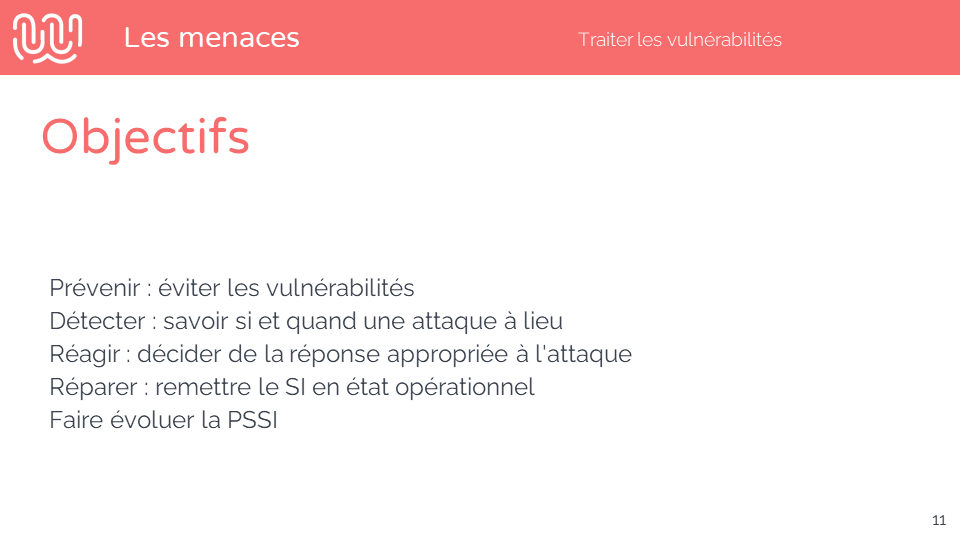 Les menaces
Traiter les vulnérabilités
Objectifs
Prévenir : éviter les vulnérabilités
Détecter : savoir si et quand une attaque à lieu
Réagir : décider de la réponse appropriée à l'attaque
Réparer : remettre le SI en état opérationnel
Faire évoluer la PSSI
11